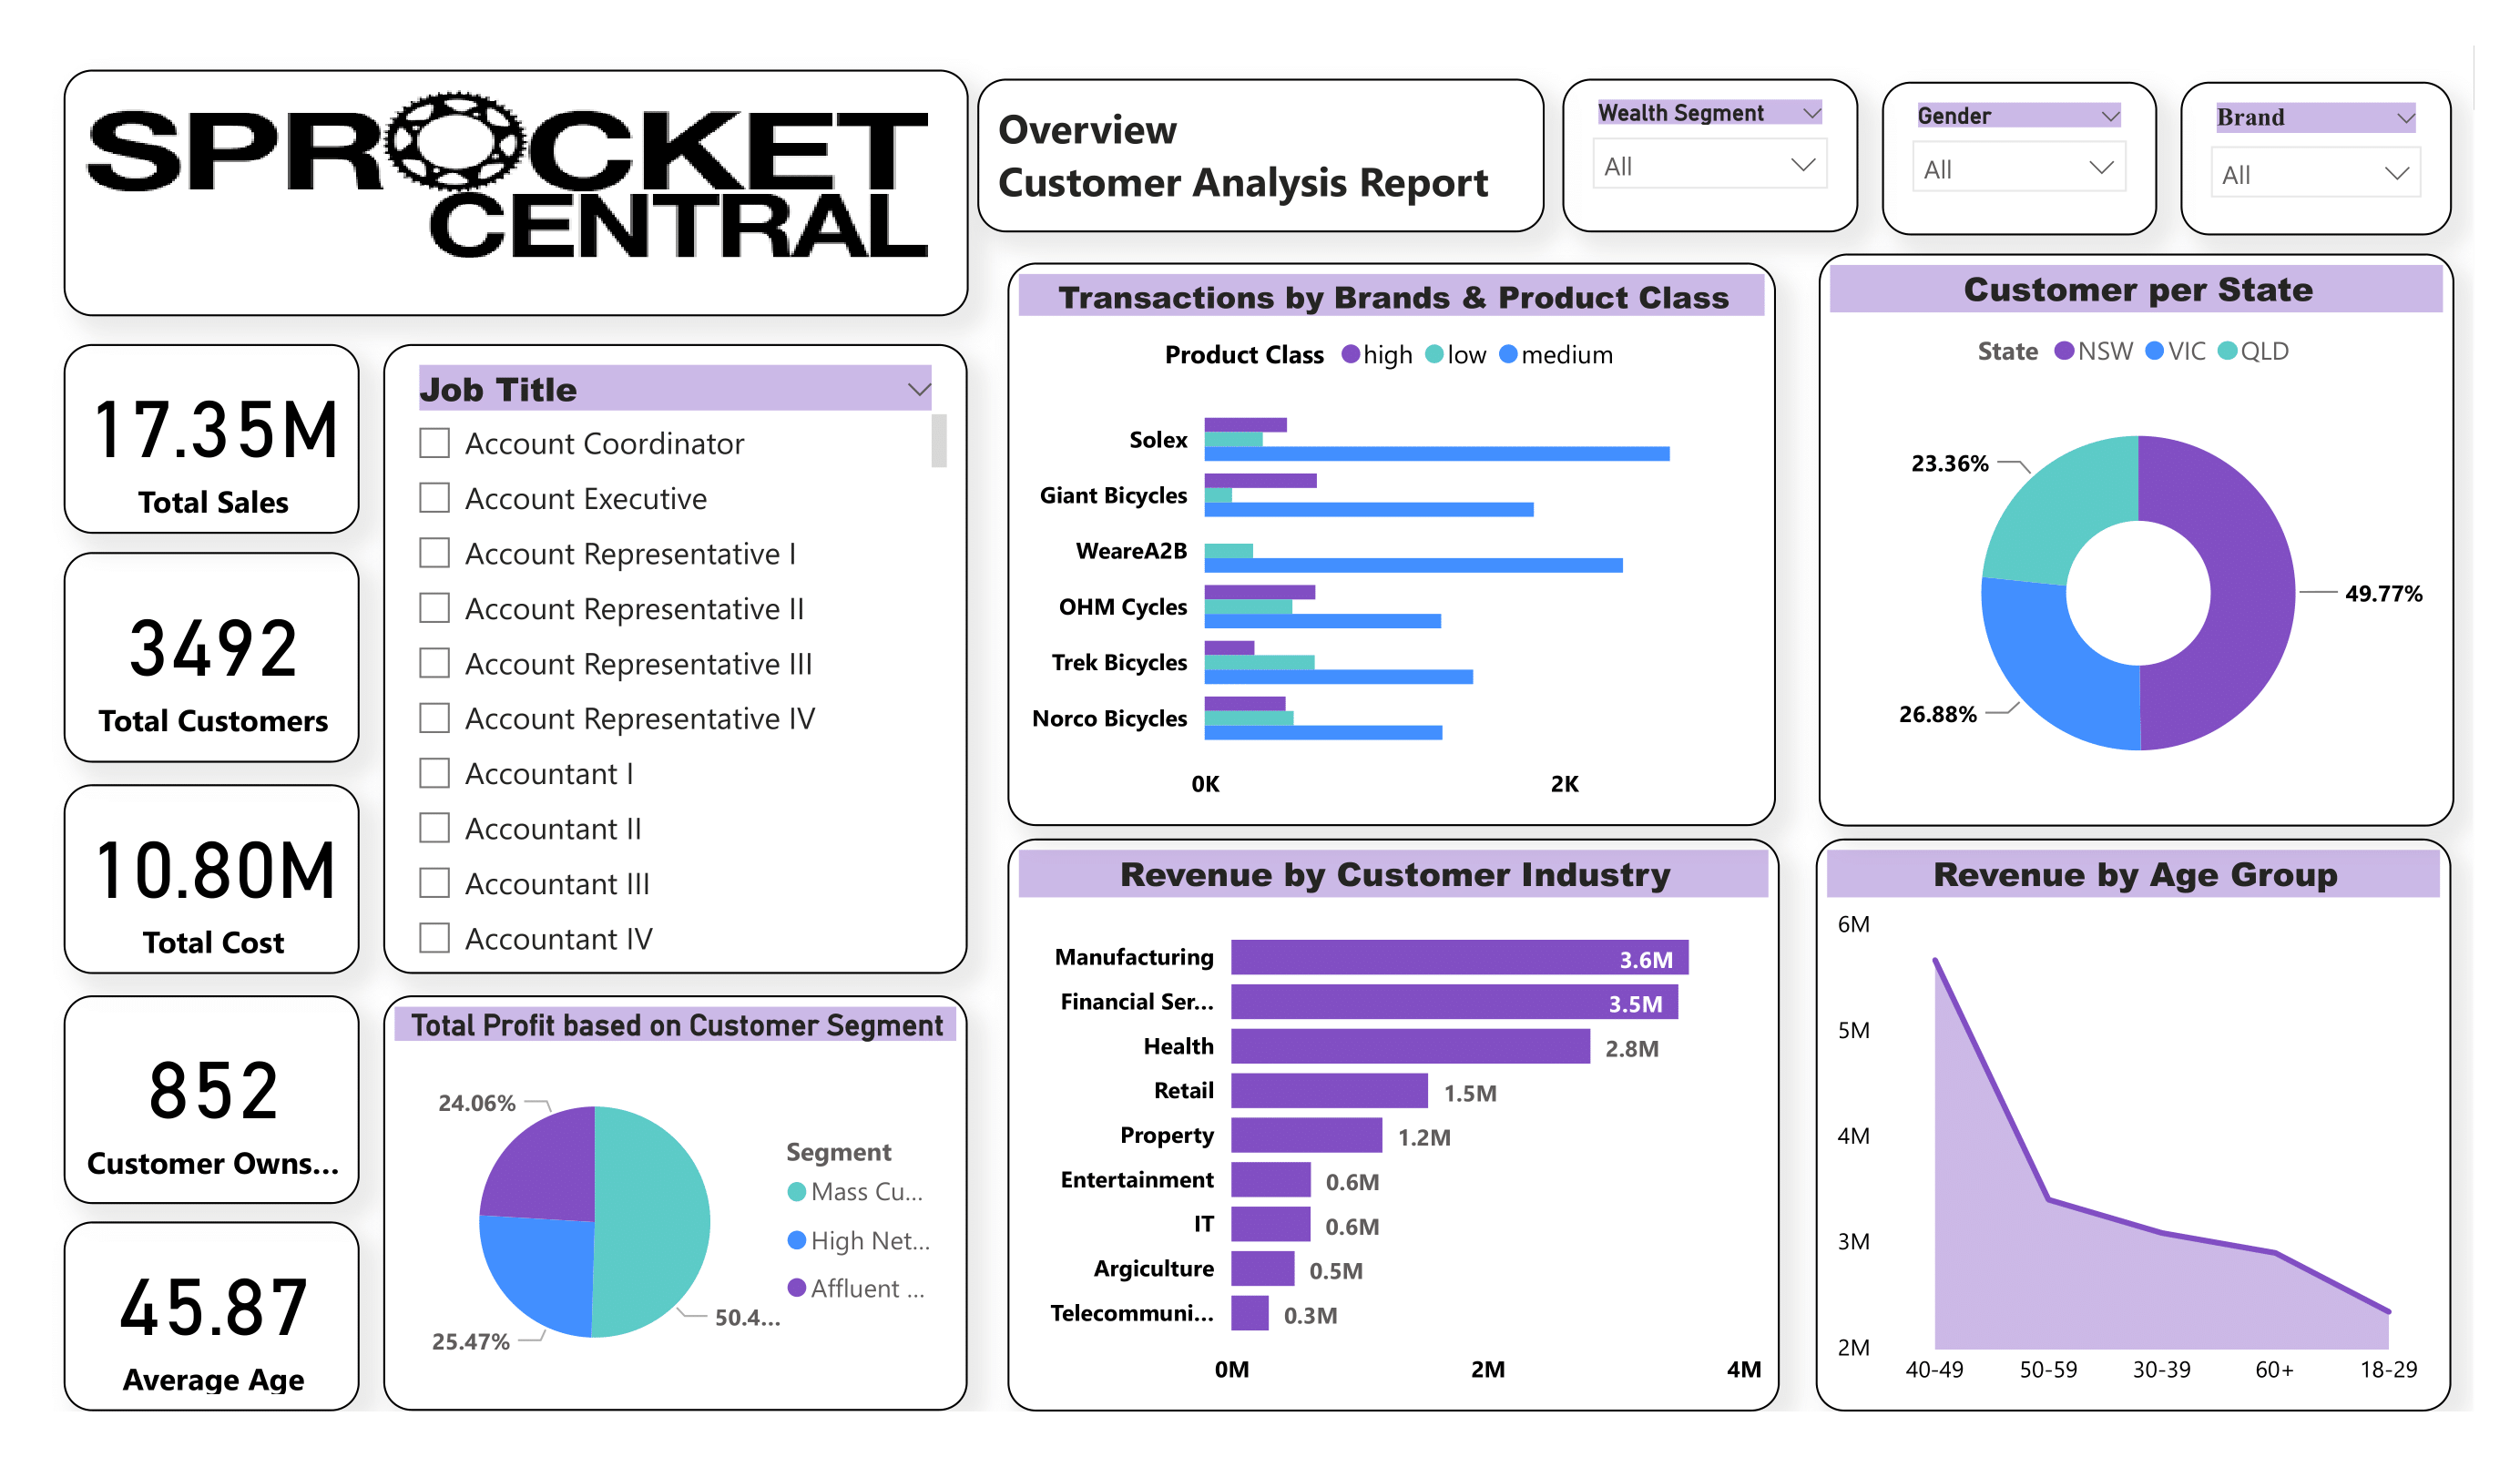 SPROCKET
CENTRAL
Overview
Customer Analysis Report
Wealth Segment
All
Gender
All
Brand
All
17.35M
Total Sales
3492
Total Customers
10.80M
Total Cost
852
Customer Owns...
45.87
Average Age
Job Title
Account Coordinator
Account Executive
Account Representative I
Account Representative II
Account Representative III
Account Representative IV
Accountant I
Accountant II
Accountant III
Accountant IV
Total Profit based on Customer Segment
24.06%
25.47%
50.4...
Segment
Mass Cu...
High Net...
Affluent ...
Transactions by Brands & Product Class
Product Class high low medium
Solex
Giant Bicycles
WeareA2B
OHM Cycles
Trek Bicycles
Norco Bicycles
0K 2K
Customer per State
State NSW VIC QLD
23.36%
49.77%
26.88%
Revenue by Customer Industry
Manufacturing 3.6M
Financial Ser... 3.5M
Health 2.8M
Retail 1.5M
Property 1.2M
Entertainment 0.6M
IT 0.6M
Argiculture 0.5M
Telecommuni... 0.3M
0M 2M 4M
Revenue by Age Group
6M
5M
4M
3M
2M
40-49 50-59 30-39 60+ 18-29